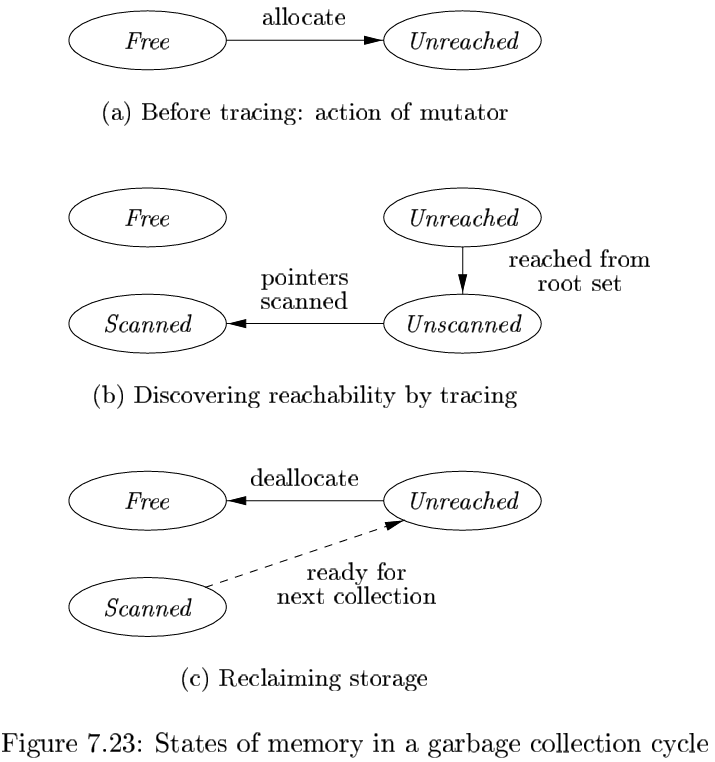 allocate
Free
Unreached
(a) Before tracing: action of mutator
Free
Unreached
reached from
root set
pointers
scanned
Scanned
Unscanned
(b) Discovering reachability by tracing
deallocate
Free
Unreached
ready for
next collection
Scanned
(c) Reclaiming storage
Figure 7.23: States of memory in a garbage collection cycle